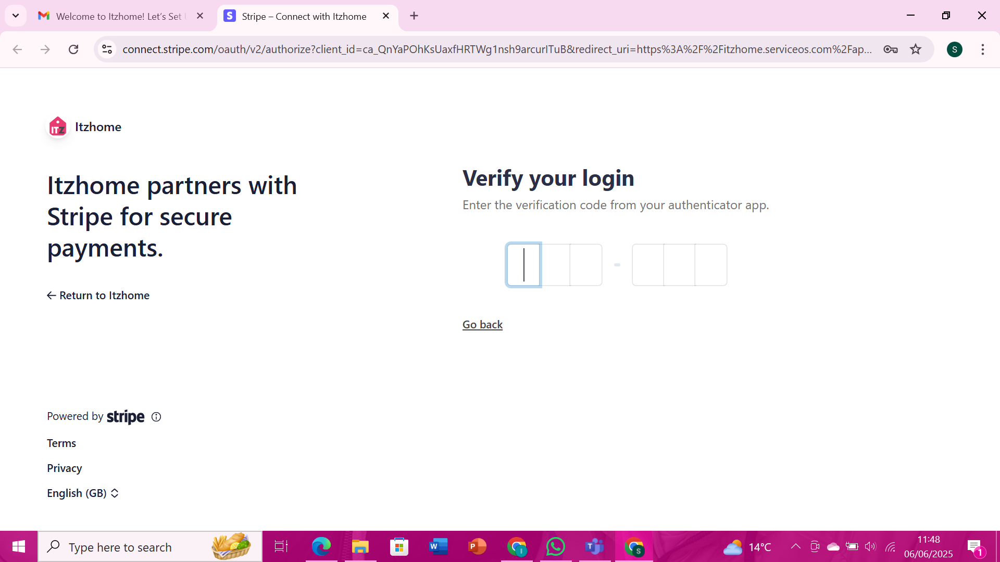 Welcome to Itzhome! Let's Set
Stripe – Connect with Itzhome
connect.stripe.com/oauth/v2/authorize?client_id=ca_QnYaPOhKsUaxfHRTWg1nsh9arcurITuB&redirect_uri=https%3A%2F%2Fitzhome.serviceos.com%2Fap...
S
ITZ
Itzhome
Itzhome partners with
Stripe for secure
payments.
← Return to Itzhome
Verify your login
Enter the verification code from your authenticator app.
Go back
Powered by stripe
Terms
Privacy
English (GB)
Type here to search
14°C
11:48
06/06/2025
1